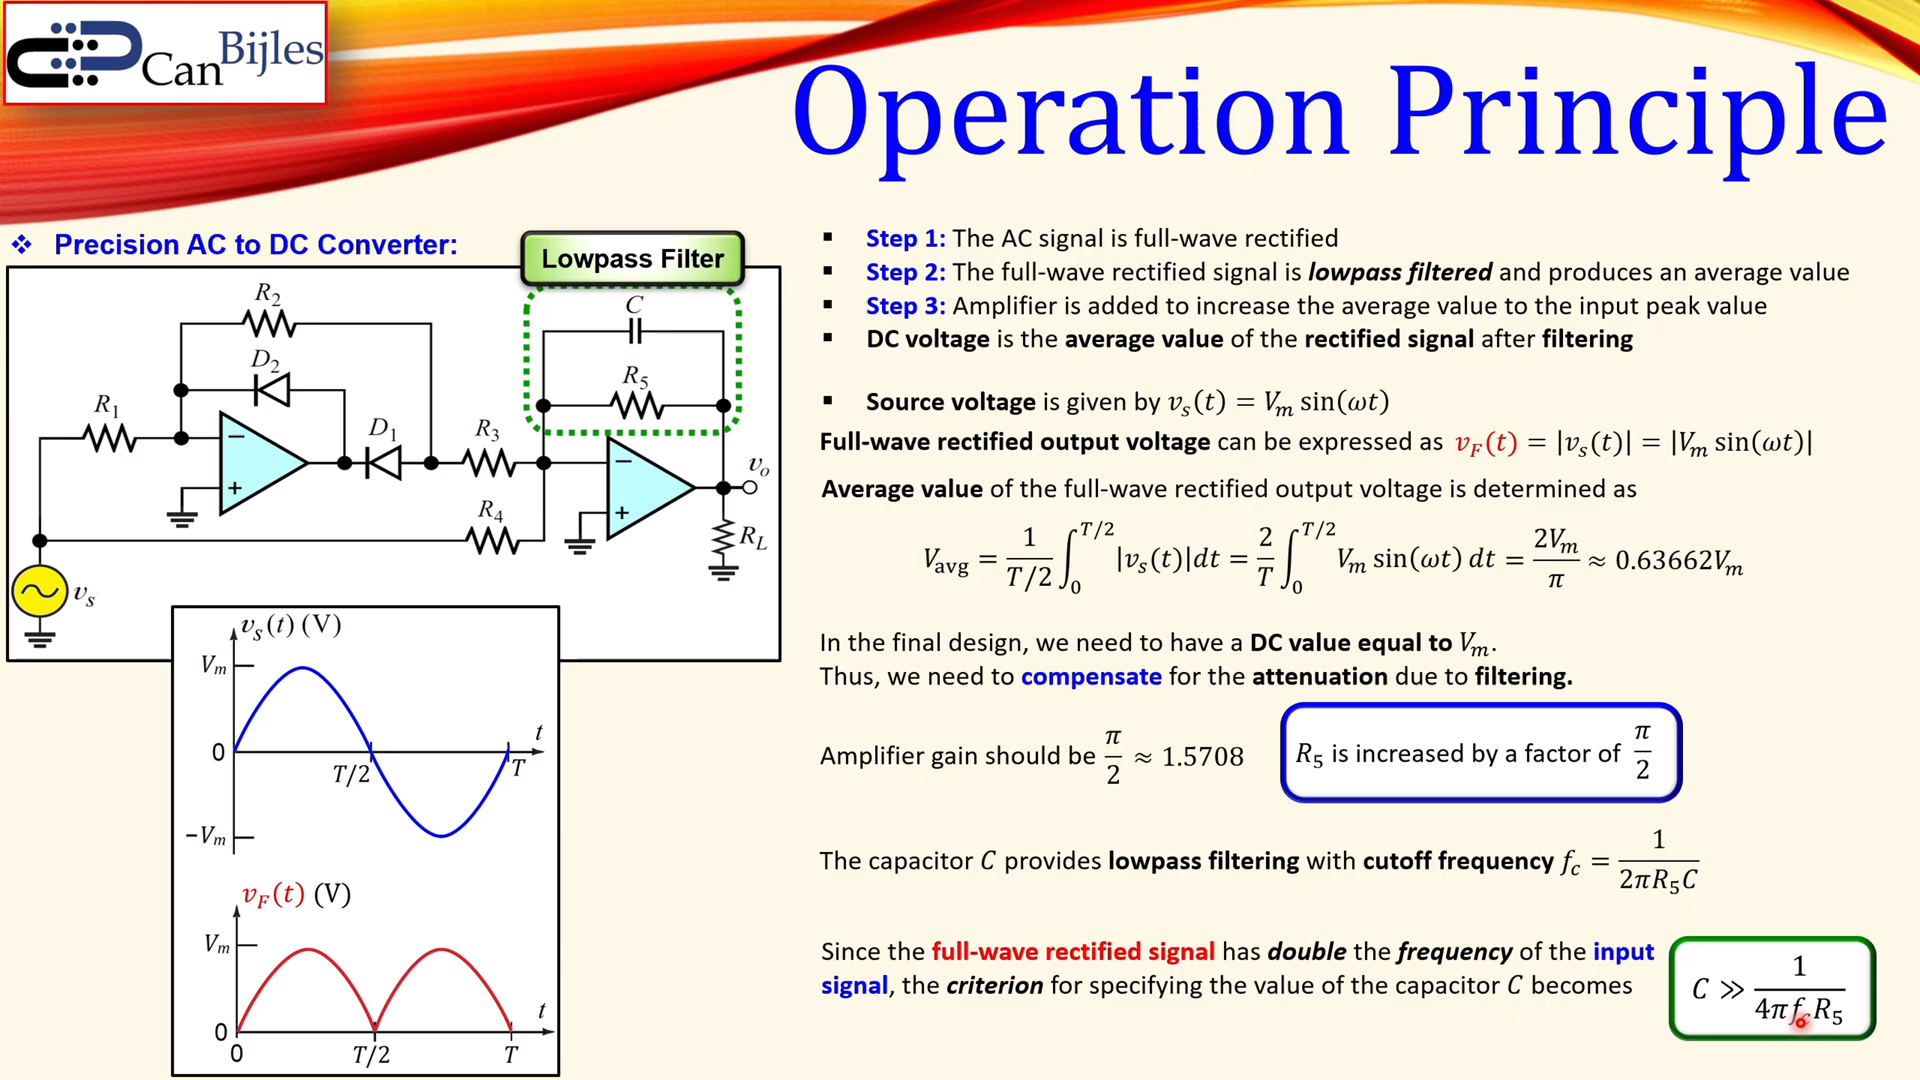 Can Bijles
Operation Principle
❖ Precision AC to DC Converter:
Lowpass Filter
R₂
C
D₂
R₅
R₁
D₁
R₃
−
+
−
+
vₒ
R₄
R_L
vₛ
vₛ(t) (V)
Vₘ
t
0
T/2
T
−Vₘ
v_F(t) (V)
Vₘ
t
0
0
T/2
T
▪ Step 1: The AC signal is full-wave rectified
▪ Step 2: The full-wave rectified signal is lowpass filtered and produces an average value
▪ Step 3: Amplifier is added to increase the average value to the input peak value
▪ DC voltage is the average value of the rectified signal after filtering
▪ Source voltage is given by vₛ(t) = Vₘ sin(ωt)
Full-wave rectified output voltage can be expressed as v_F(t) = |vₛ(t)| = |Vₘ sin(ωt)|
Average value of the full-wave rectified output voltage is determined as
V_avg = 1/(T/2) ∫₀^(T/2) |vₛ(t)|dt = 2/T ∫₀^(T/2) Vₘ sin(ωt) dt = 2Vₘ/π ≈ 0.63662Vₘ
In the final design, we need to have a DC value equal to Vₘ.
Thus, we need to compensate for the attenuation due to filtering.
Amplifier gain should be π/2 ≈ 1.5708
R₅ is increased by a factor of π/2
The capacitor C provides lowpass filtering with cutoff frequency f_c = 1/(2πR₅C)
Since the full-wave rectified signal has double the frequency of the input
signal, the criterion for specifying the value of the capacitor C becomes
C ≫ 1/(4πf_cR₅)